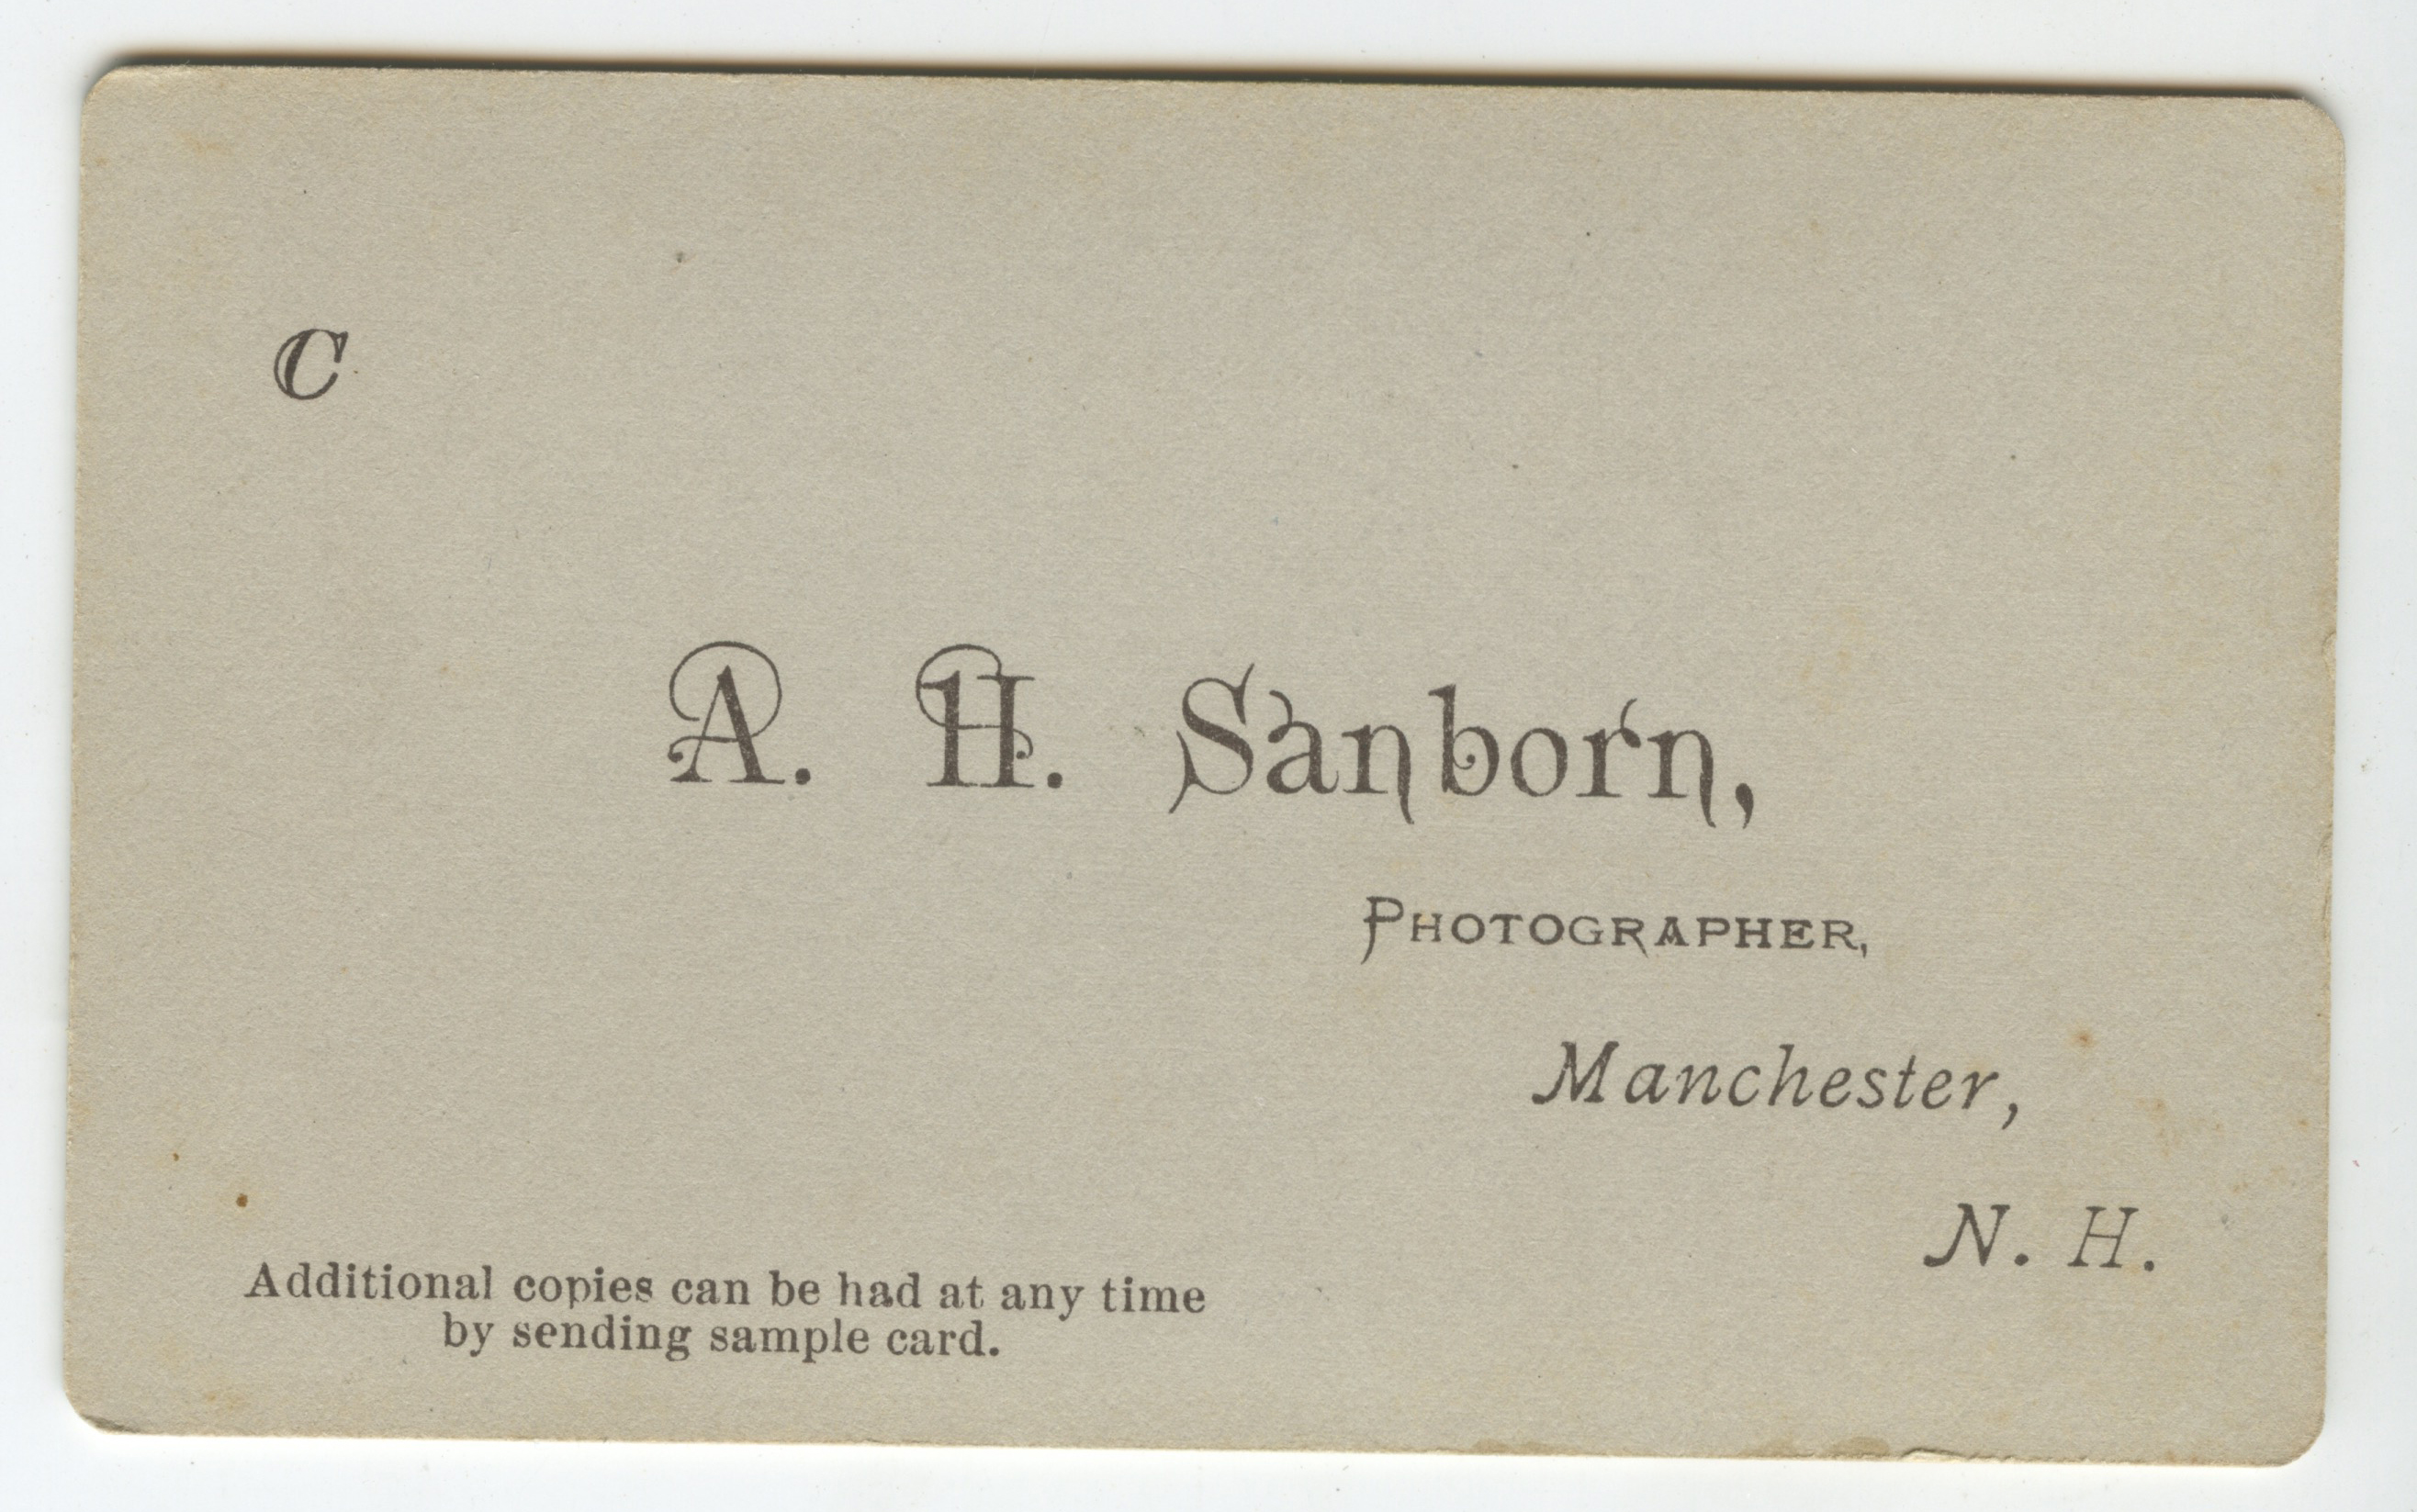 C
A. H. Sanborn,
PHOTOGRAPHER,
Manchester,
N. H.
Additional copies can be had at any time
by sending sample card.